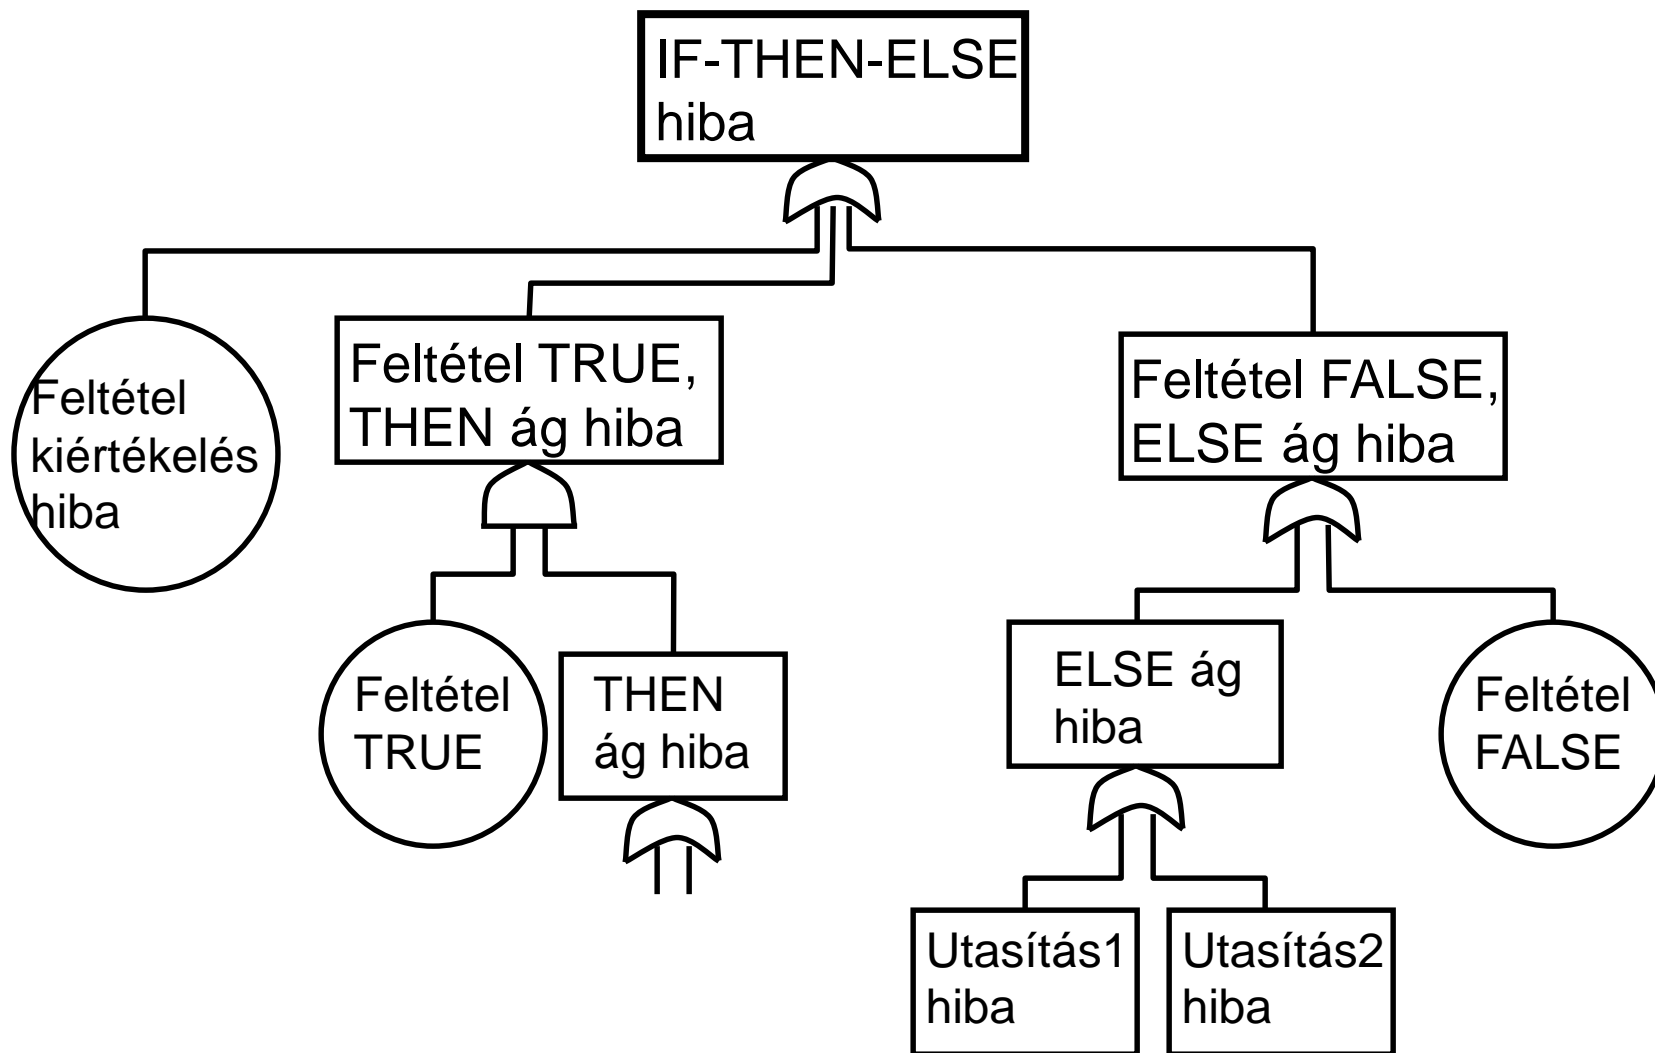 IF-THEN-ELSE
hiba
Feltétel
kiértékelés
hiba
Feltétel TRUE,
THEN ág hiba
Feltétel FALSE,
ELSE ág hiba
Feltétel
TRUE
THEN
ág hiba
ELSE ág
hiba
Feltétel
FALSE
Utasítás1
hiba
Utasítás2
hiba